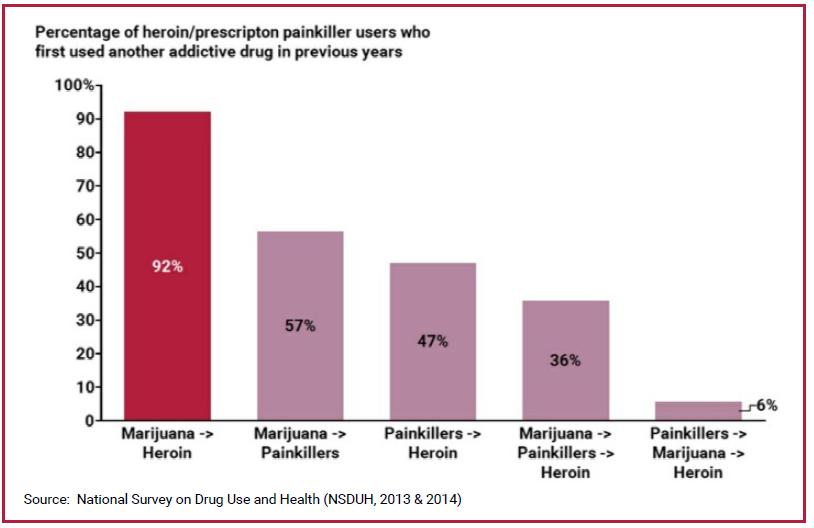 Percentage of heroin/prescripton painkiller users who
first used another addictive drug in previous years
100%
90
80
70
60
50
40
30
20
10
0
92%
57%
47%
36%
6%
Marijuana ->
Heroin
Marijuana ->
Painkillers
Painkillers ->
Heroin
Marijuana ->
Painkillers ->
Heroin
Painkillers ->
Marijuana ->
Heroin
Source: National Survey on Drug Use and Health (NSDUH, 2013 & 2014)